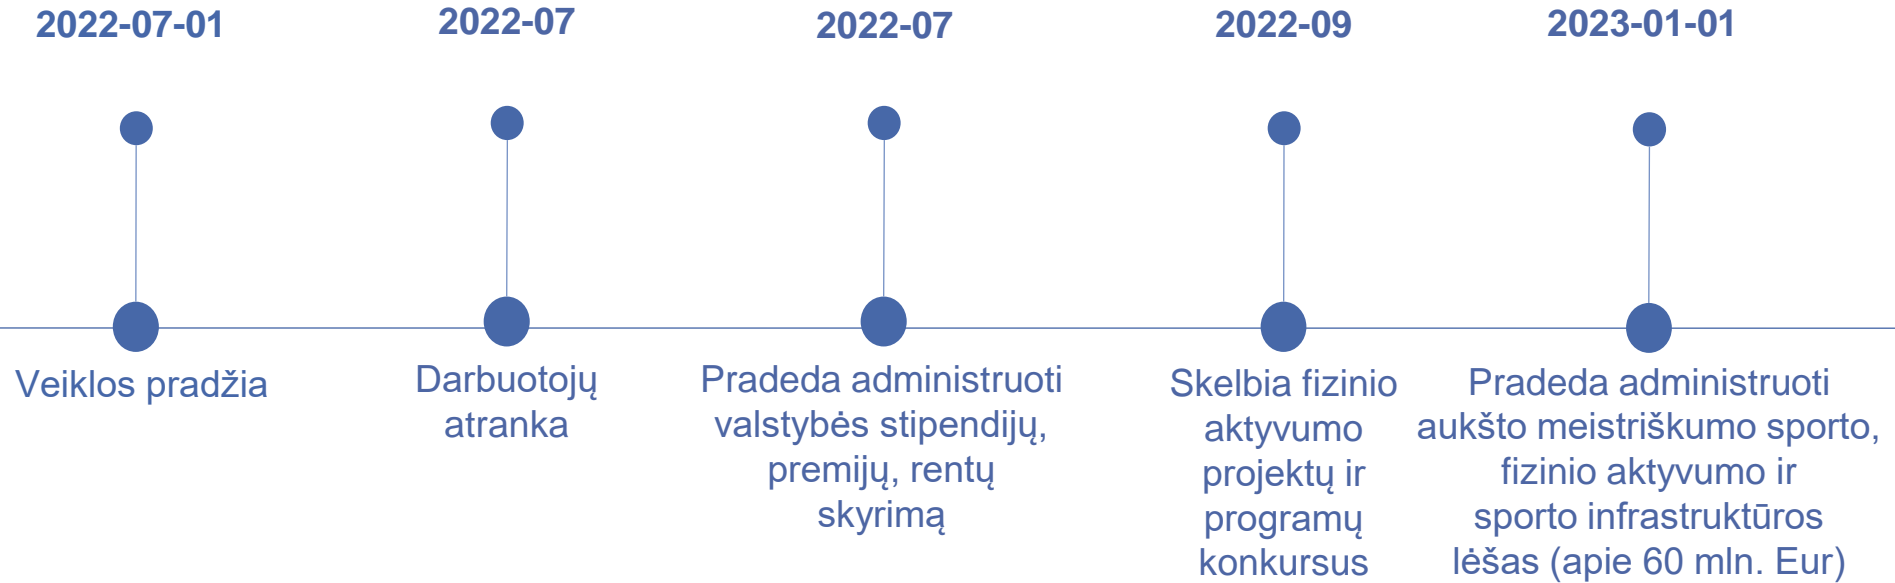 2022-07-01
Veiklos pradžia
2022-07
Darbuotojų
atranka
2022-07
Pradeda administruoti
valstybės stipendijų,
premijų, rentų
skyrimą
2022-09
Skelbia fizinio
aktyvumo
projektų ir
programų
konkursus
2023-01-01
Pradeda administruoti
aukšto meistriškumo sporto,
fizinio aktyvumo ir
sporto infrastruktūros
lėšas (apie 60 mln. Eur)